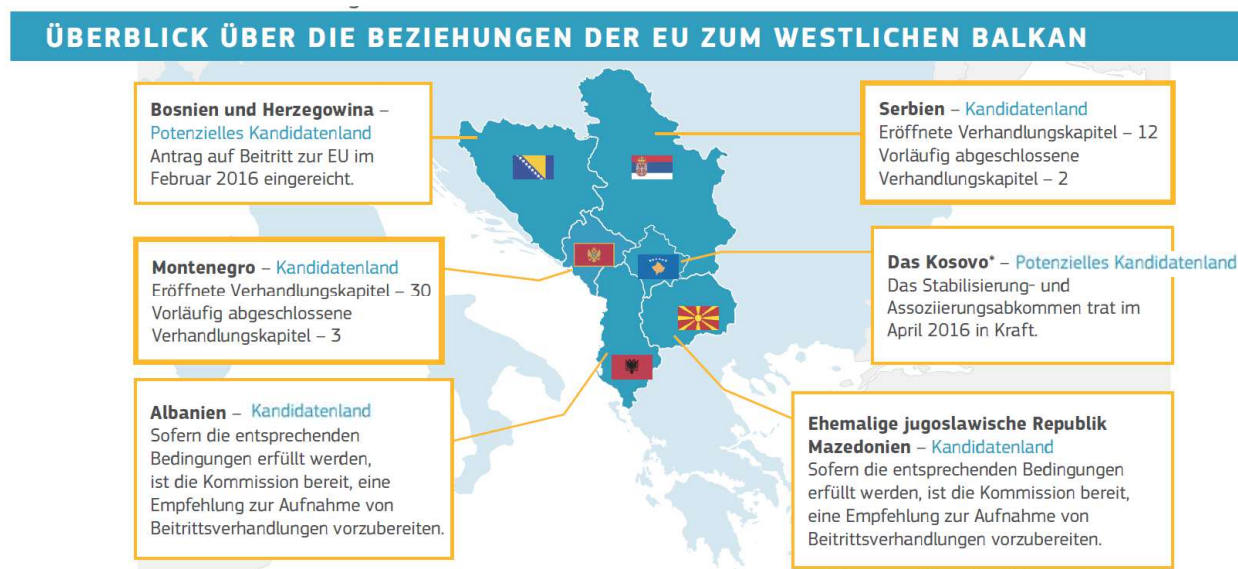 ÜBERBLICK ÜBER DIE BEZIEHUNGEN DER EU ZUM WESTLICHEN BALKAN
Bosnien und Herzegowina –
Potenzielles Kandidatenland
Antrag auf Beitritt zur EU im
Februar 2016 eingereicht.
Serbien – Kandidatenland
Eröffnete Verhandlungskapitel – 12
Vorläufig abgeschlossene
Verhandlungskapitel – 2
Montenegro – Kandidatenland
Eröffnete Verhandlungskapitel – 30
Vorläufig abgeschlossene
Verhandlungskapitel – 3
Das Kosovo* – Potenzielles Kandidatenland
Das Stabilisierung- und
Assoziierungsabkommen trat im
April 2016 in Kraft.
Albanien – Kandidatenland
Sofern die entsprechenden
Bedingungen erfüllt werden,
ist die Kommission bereit, eine
Empfehlung zur Aufnahme von
Beitrittsverhandlungen vorzubereiten.
Ehemalige jugoslawische Republik
Mazedonien – Kandidatenland
Sofern die entsprechenden Bedingungen
erfüllt werden, ist die Kommission bereit,
eine Empfehlung zur Aufnahme von
Beitrittsverhandlungen vorzubereiten.